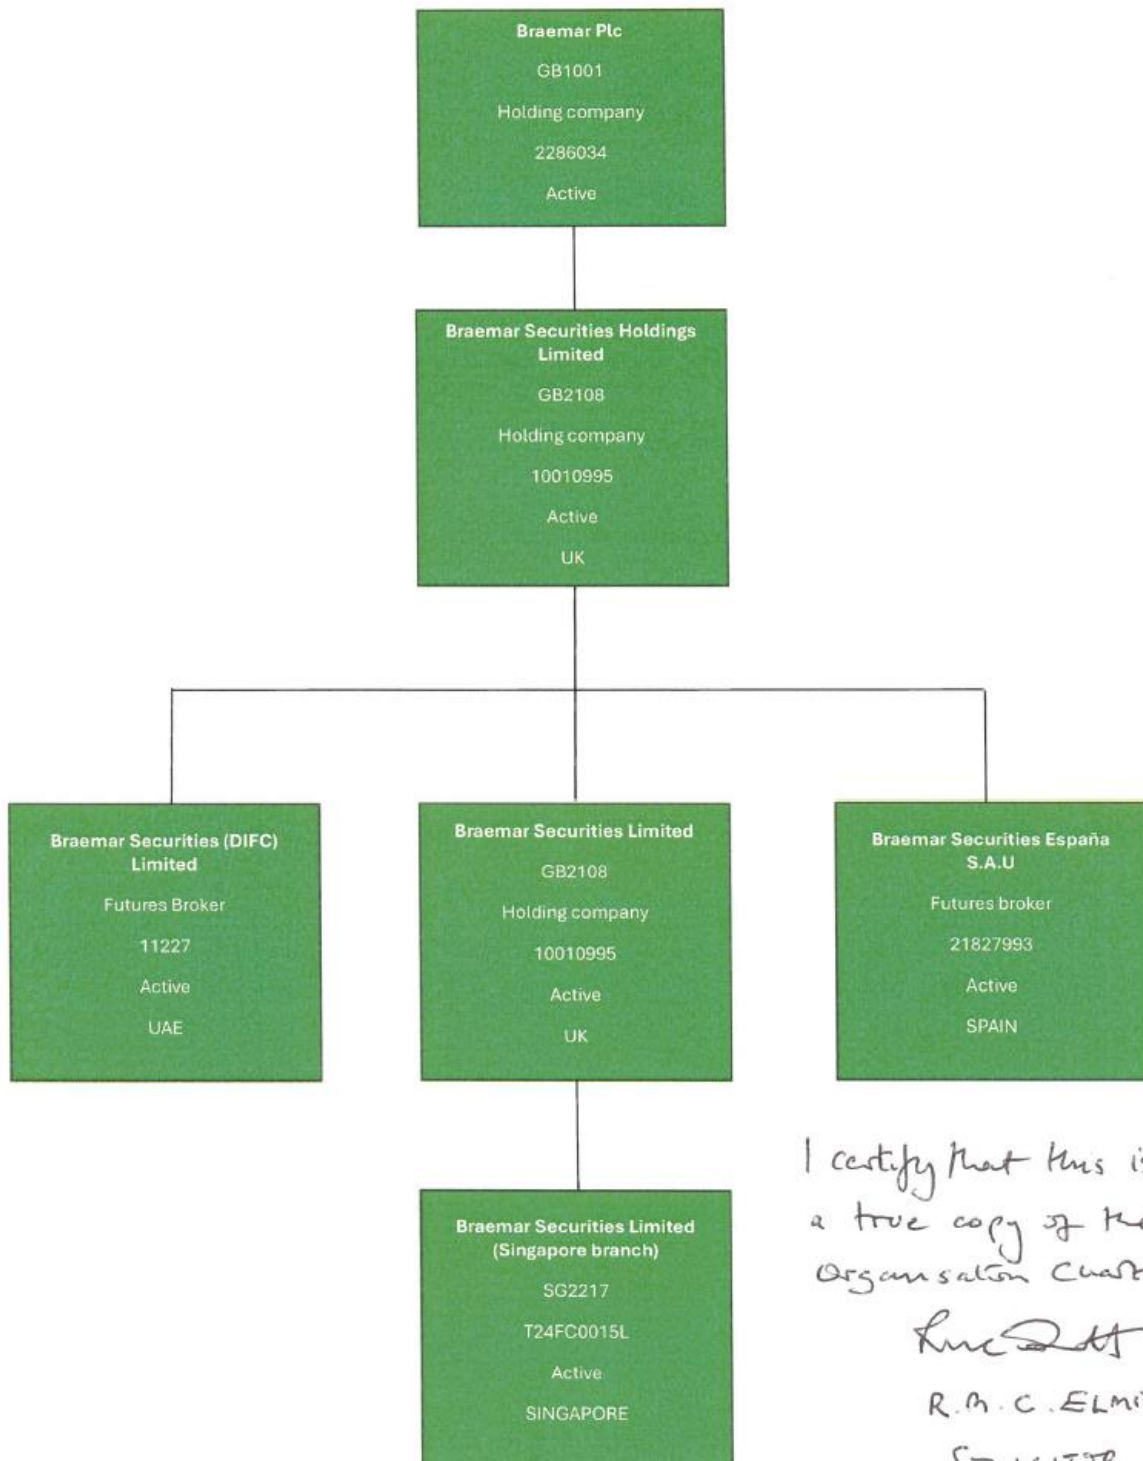 Braemar Plc
GB1001
Holding company
2286034
Active
Braemar Securities Holdings
Limited
GB2108
Holding company
10010995
Active
UK
Braemar Securities (DIFC)
Limited
Futures Broker
11227
Active
UAE
Braemar Securities Limited
GB2108
Holding company
10010995
Active
UK
Braemar Securities España
S.A.U
Futures broker
21827993
Active
SPAIN
Braemar Securities Limited
(Singapore branch)
SG2217
T24FC0015L
Active
SINGAPORE
I certify that this is
a true copy of the
Organisation Chart
R.M.C.